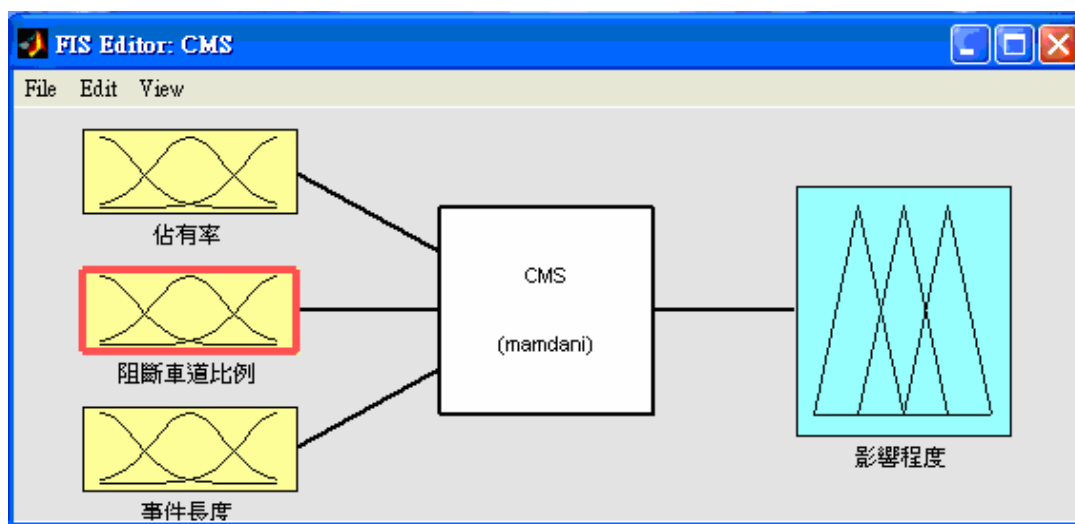 FIS Editor: CMS
File Edit View
佔有率
阻斷車道比例
事件長度
CMS
(mamdani)
影響程度